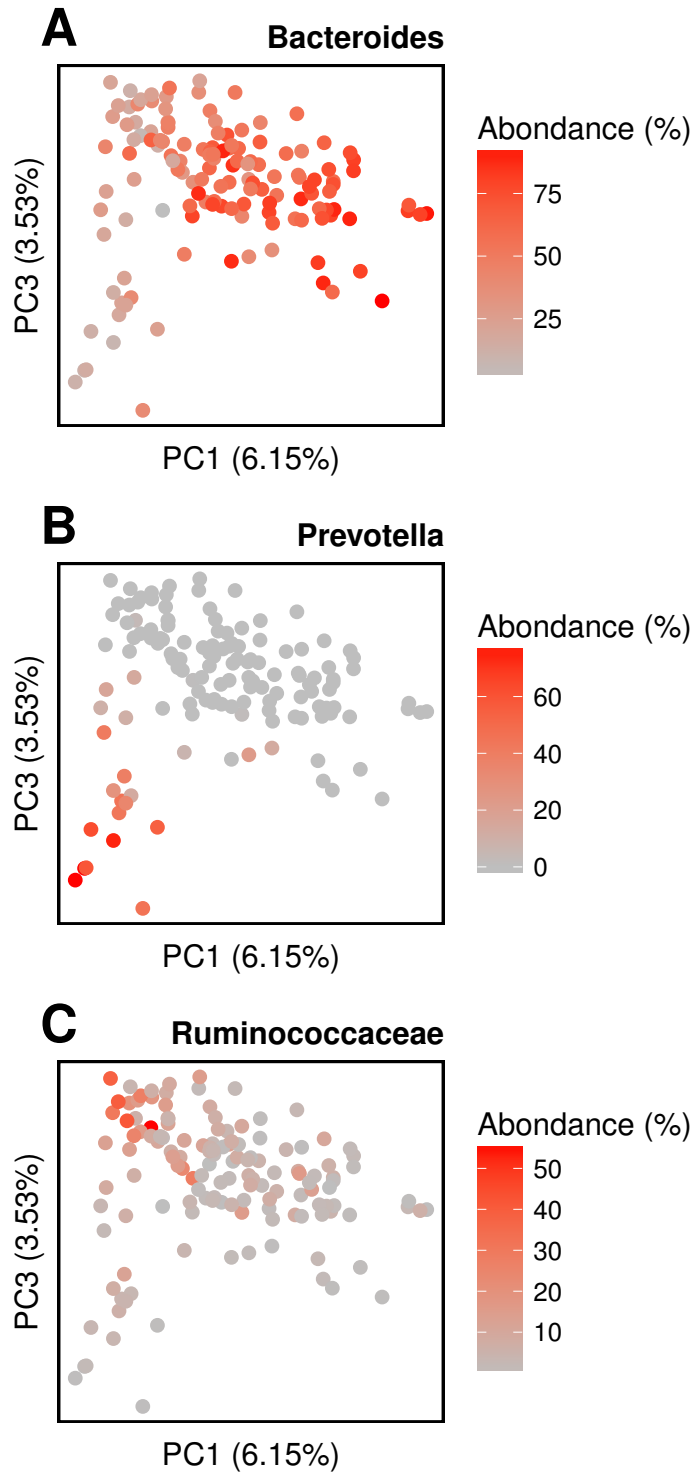 A
Bacteroides
PC3 (3.53%)
PC1 (6.15%)
Abondance (%)
75
50
25
B
Prevotella
PC3 (3.53%)
PC1 (6.15%)
Abondance (%)
60
40
20
0
C
Ruminococcaceae
PC3 (3.53%)
PC1 (6.15%)
Abondance (%)
50
40
30
20
10